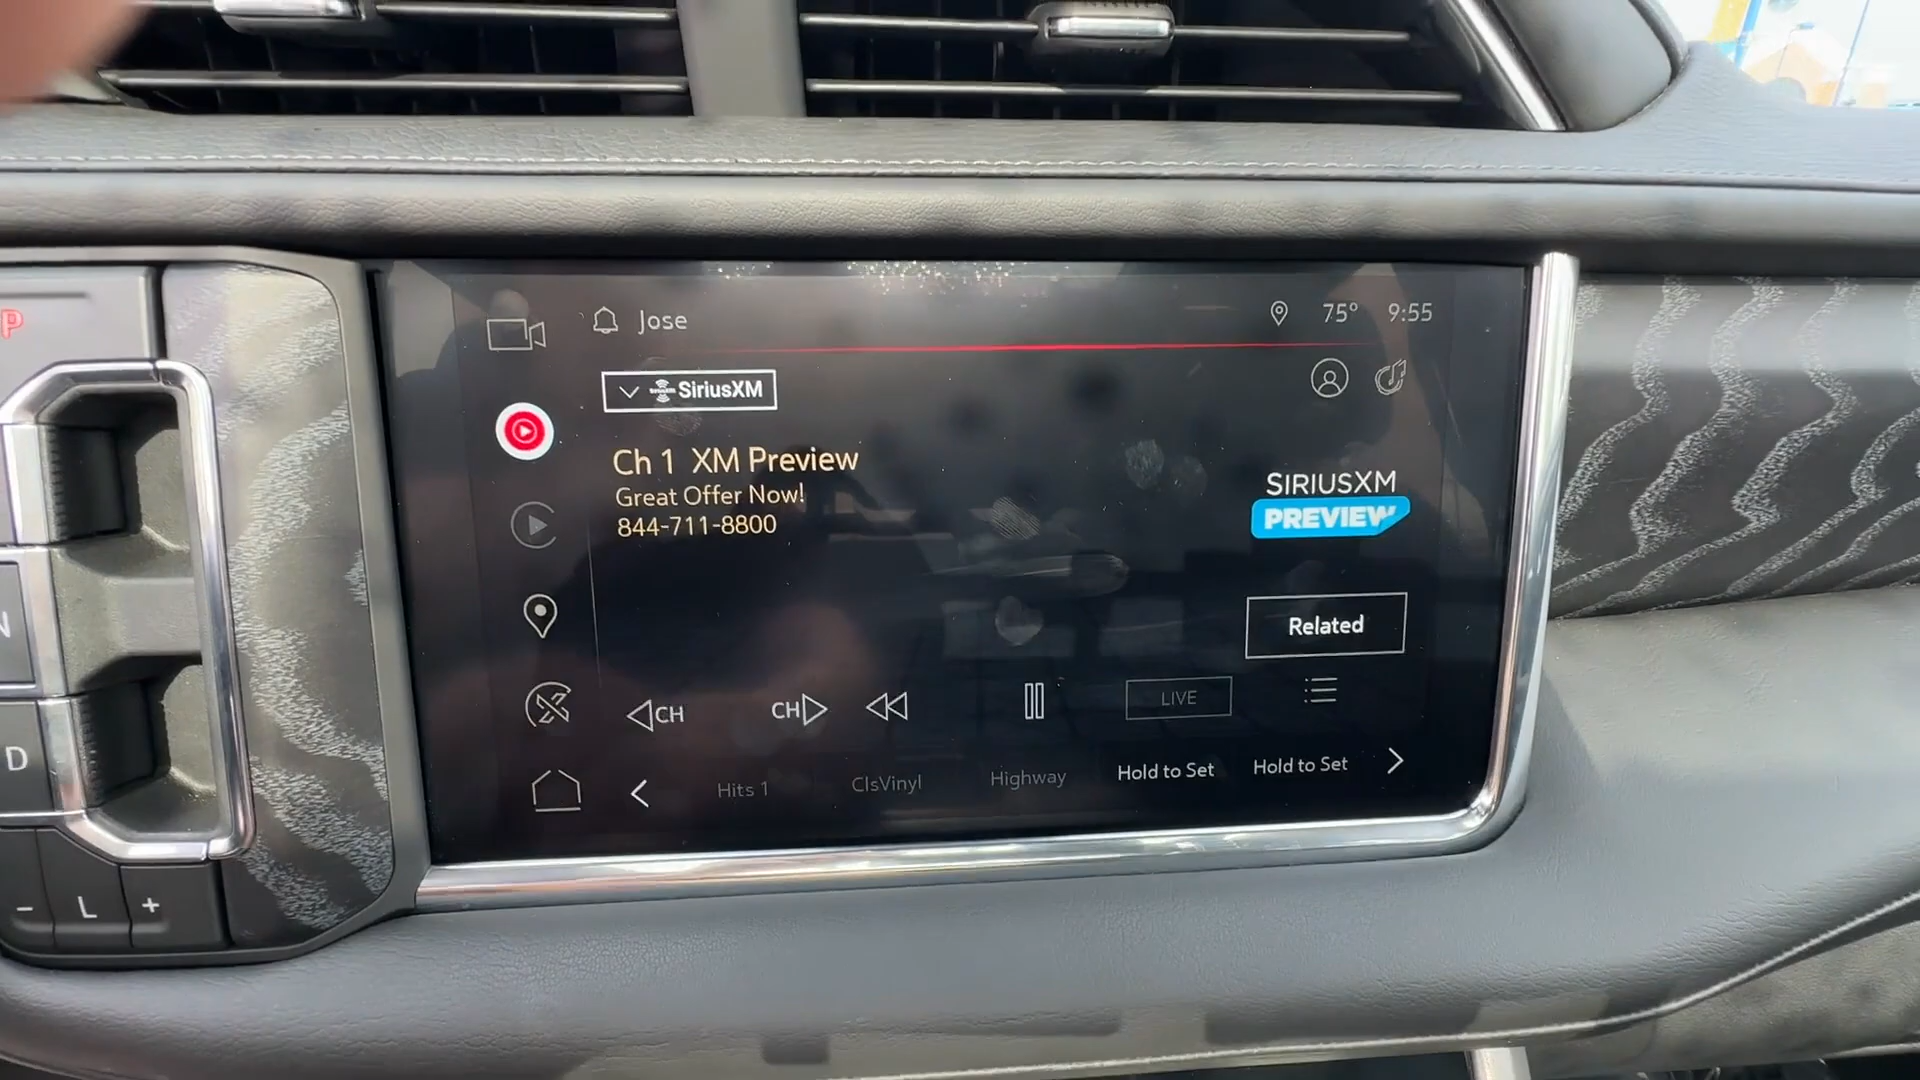 Jose
75° 9:55
SiriusXM
Ch 1 XM Preview
Great Offer Now!
844-711-8800
SIRIUSXM
PREVIEW
Related
CH
CH
LIVE
Hits 1
ClsVinyl
Highway
Hold to Set
Hold to Set
P
N
D
- L +